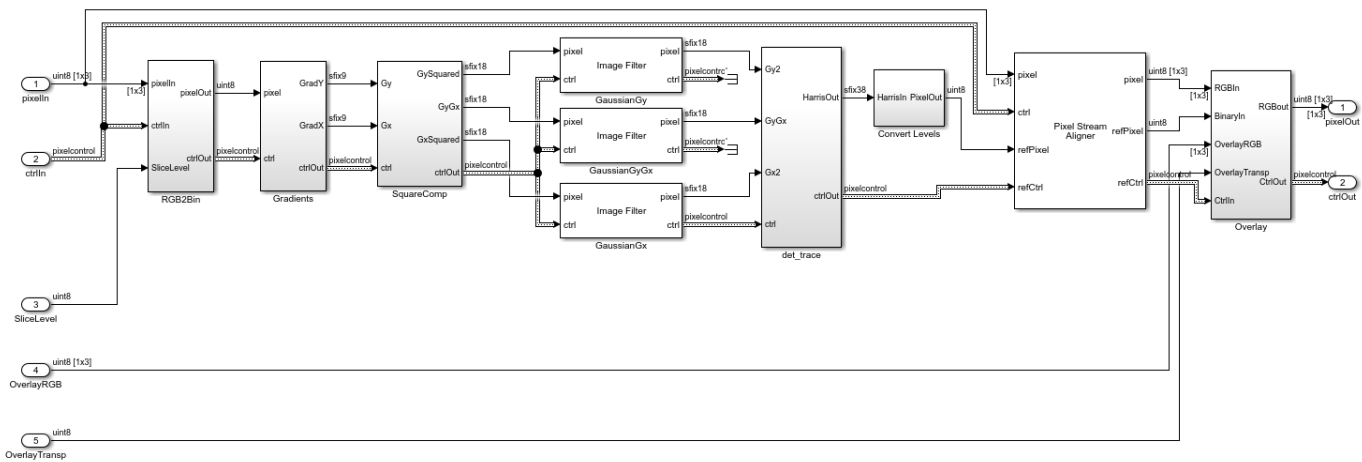 1
pixelIn
uint8 [1x3]
[1x3]
2
ctrlIn
pixelcontrol
3
SliceLevel
uint8
4
OverlayRGB
uint8 [1x3]
5
OverlayTransp
uint8
pixelIn
pixelOut
ctrlIn
ctrlOut
SliceLevel
RGB2Bin
uint8
pixelcontrol
pixel
GradY
GradX
ctrl
ctrlOut
Gradients
sfix9
sfix9
pixelcontrol
Gy
GySquared
GyGx
Gx
GxSquared
ctrl
ctrlOut
SquareComp
sfix18
sfix18
sfix18
pixelcontrol
pixel
pixel
Image Filter
ctrl
ctrl
GaussianGy
sfix18
pixelcontrc'
pixel
pixel
Image Filter
ctrl
ctrl
GaussianGyGx
sfix18
pixelcontrc'
pixel
pixel
Image Filter
ctrl
ctrl
GaussianGx
sfix18
pixelcontrol
Gy2
HarrisOut
GyGx
Gx2
ctrlOut
ctrl
det_trace
sfix38
pixelcontrol
HarrisIn PixelOut
Convert Levels
uint8
[1x3]
pixel
pixel
ctrl
Pixel Stream
Aligner
refPixel
refPixel
refCtrl
refCtrl
uint8 [1x3]
uint8
[1x3]
pixelcontrol
RGBIn
RGBout
BinaryIn
OverlayRGB
OverlayTransp
CtrlOut
CtrlIn
Overlay
uint8 [1x3]
[1x3]
pixelcontrol
1
pixelOut
2
ctrlOut